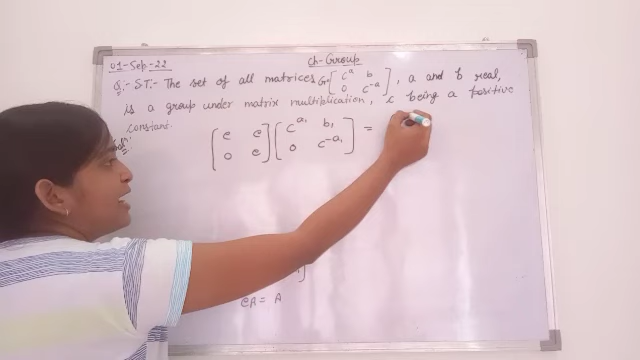 01-Sep-22
Ch-Group
Q:- ST:- The set of all matrices G=[c^a b, a and b real,
0 c^-a]
is a group under matrix multiplication, c being a positive
constant.
[e e] [c^a₁ b₁] =
[0 e] [0 c^-a₁]
eA = A